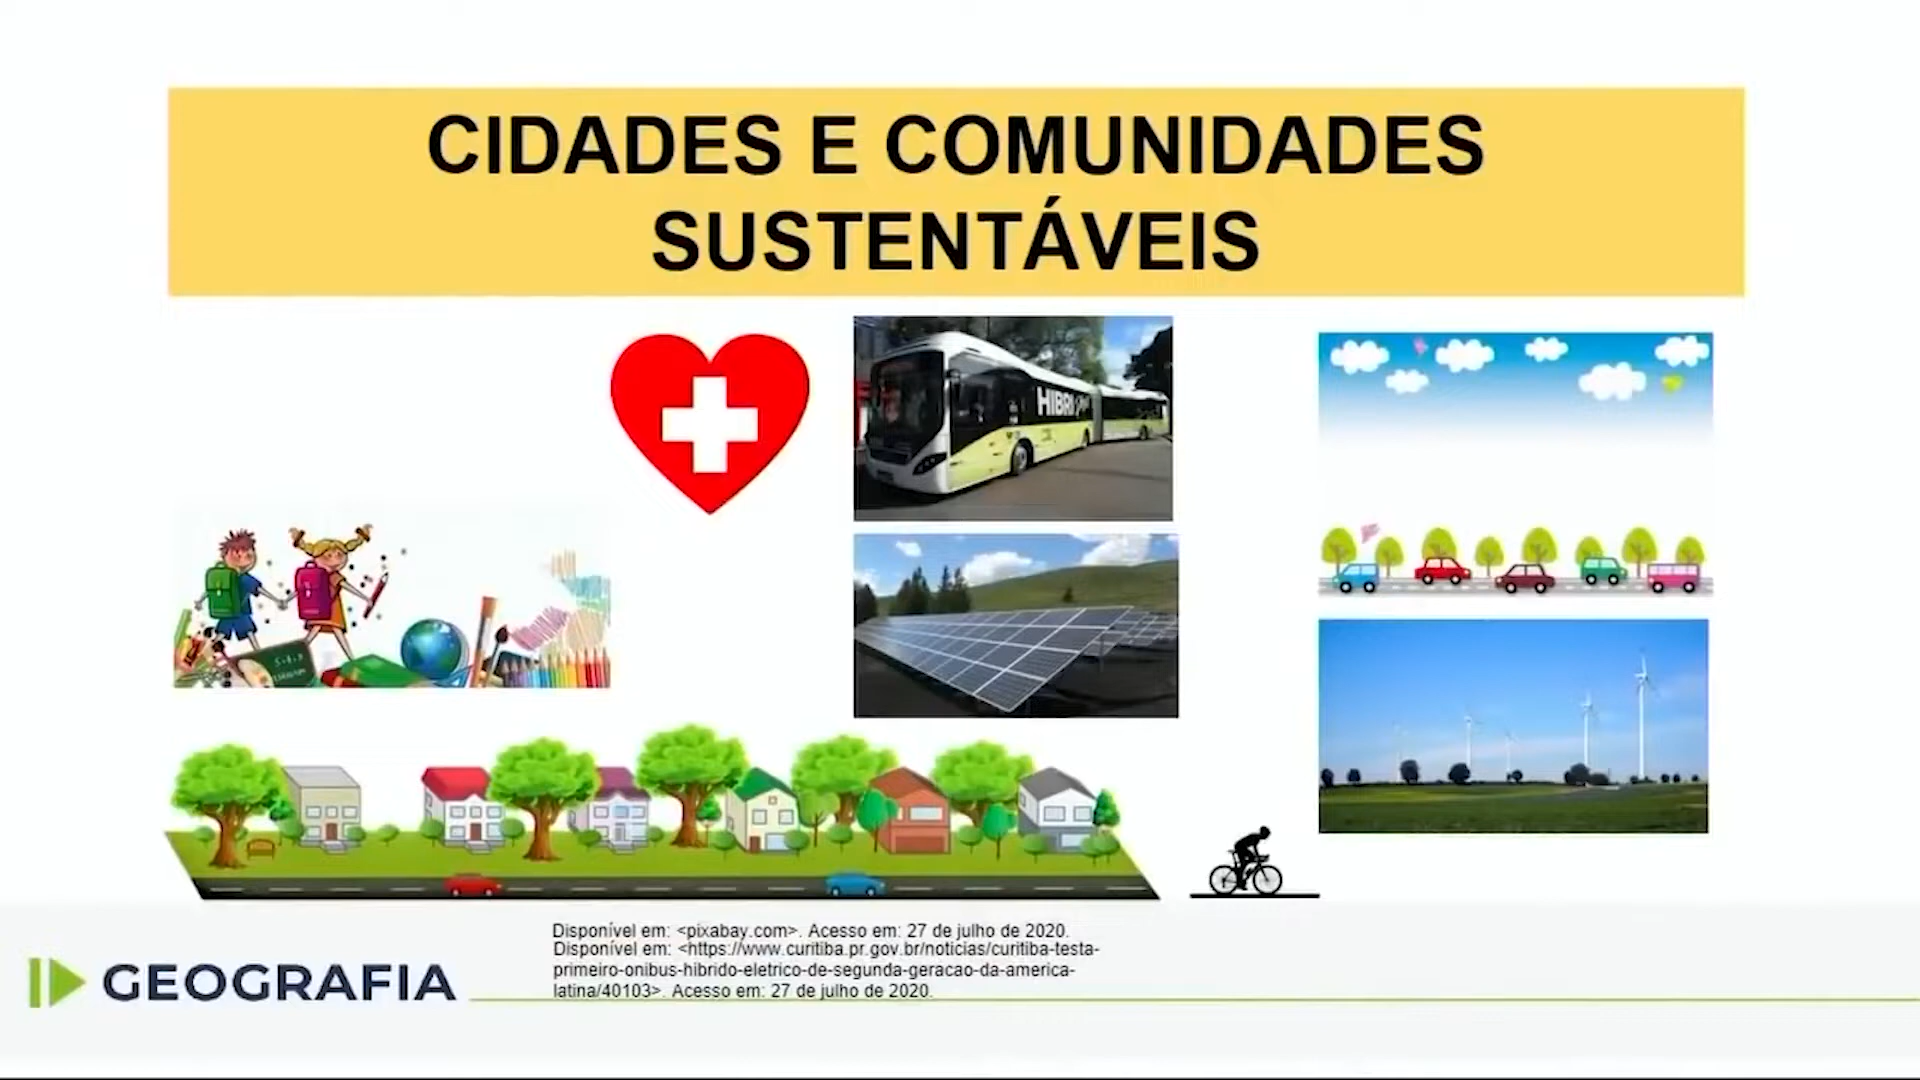 CIDADES E COMUNIDADES
SUSTENTÁVEIS
HIBRI
Disponível em: <pixabay.com>. Acesso em: 27 de julho de 2020.
Disponível em: <https://www.curitiba.pr.gov.br/noticias/curitiba-testa-
primeiro-onibus-hibrido-eletrico-de-segunda-geracao-da-america-
latina/40103>. Acesso em: 27 de julho de 2020.
GEOGRAFIA